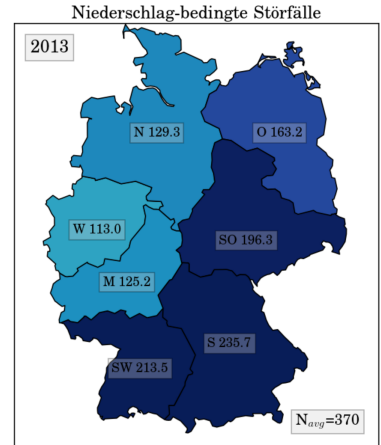 Niederschlag-bedingte Störfälle
2013
N 129.3
O 163.2
W 113.0
SO 196.3
M 125.2
S 235.7
SW 213.5
Navg=370